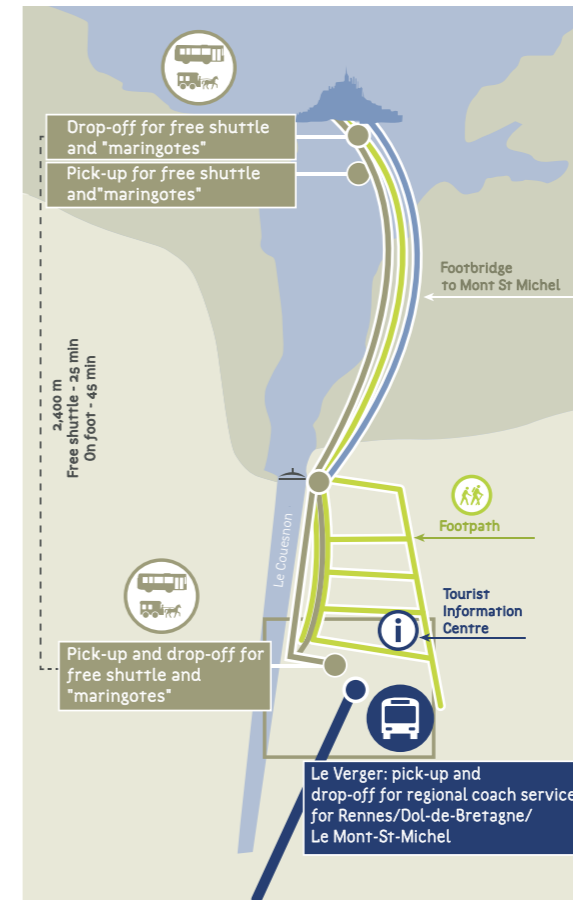 Drop-off for free shuttle
and "maringotes"
Pick-up for free shuttle
and"maringotes"
Footbridge
to Mont St Michel
2,400 m
Free shuttle - 25 min
On foot - 45 min
Le Couesnon
Footpath
Tourist
Information
Centre
i
Pick-up and drop-off for
free shuttle and
"maringotes"
Le Verger: pick-up and
drop-off for regional coach service
for Rennes/Dol-de-Bretagne/
Le Mont-St-Michel